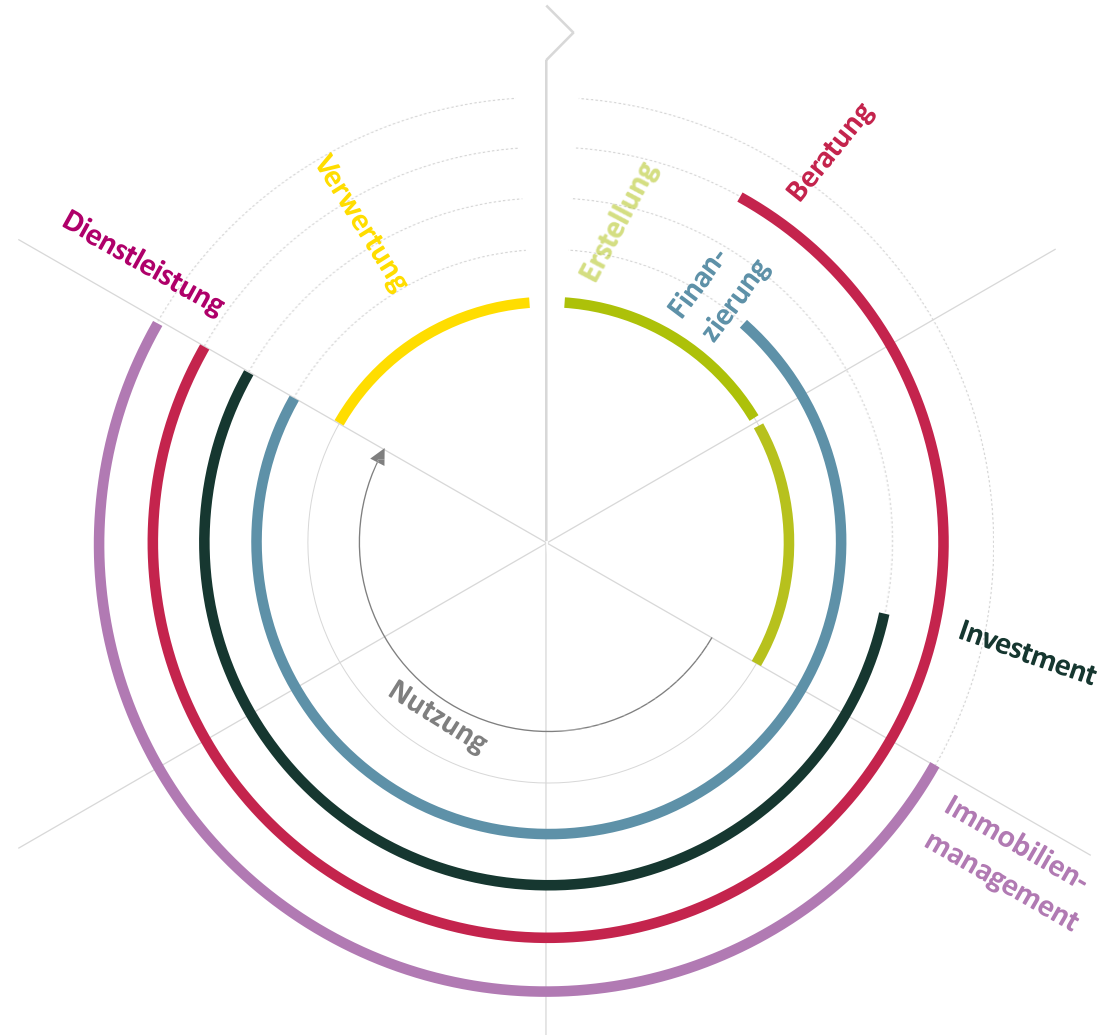 Beratung
Verwertung
Erstellung
Dienstleistung
Finan-
zierung
Investment
Nutzung
Immobilien-
management